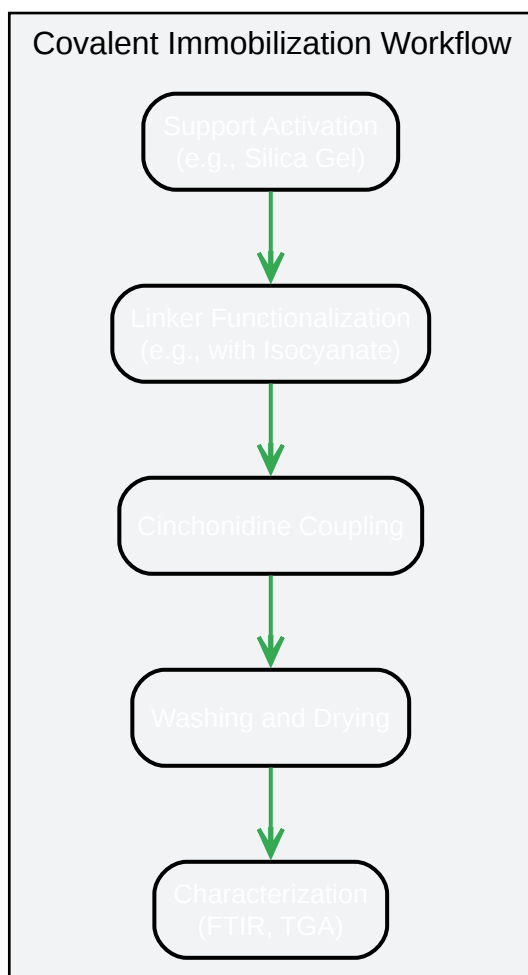 Covalent Immobilization Workflow
Support Activation
(e.g., Silica Gel)
Linker Functionalization
(e.g., with Isocyanate)
Cinchonidine Coupling
Washing and Drying
Characterization
(FTIR, TGA)